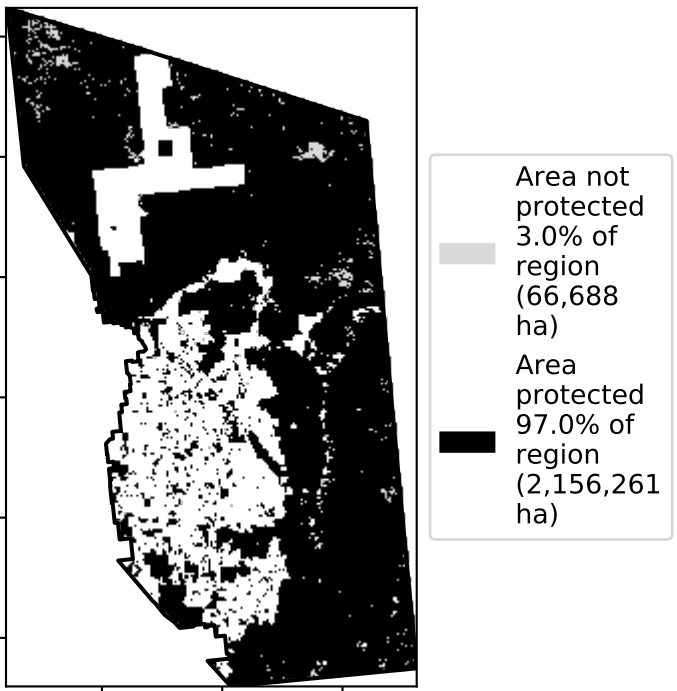 Area not
protected
3.0% of
region
(66,688
ha)
Area
protected
97.0% of
region
(2,156,261
ha)